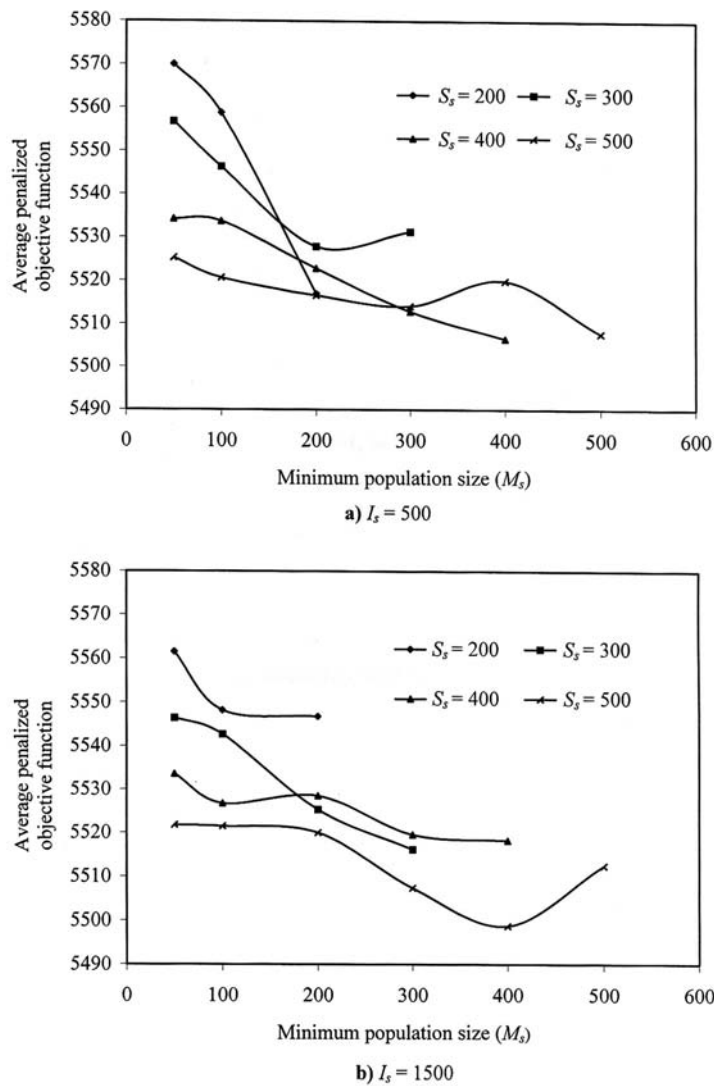 5580
5570
5560
5550
5540
5530
5520
5510
5500
5490
Average penalized
objective function
Sₛ = 200
Sₛ = 300
Sₛ = 400
Sₛ = 500
0 100 200 300 400 500 600
Minimum population size (Mₛ)
a) Iₛ = 500
5580
5570
5560
5550
5540
5530
5520
5510
5500
5490
Average penalized
objective function
Sₛ = 200
Sₛ = 300
Sₛ = 400
Sₛ = 500
0 100 200 300 400 500 600
Minimum population size (Mₛ)
b) Iₛ = 1500